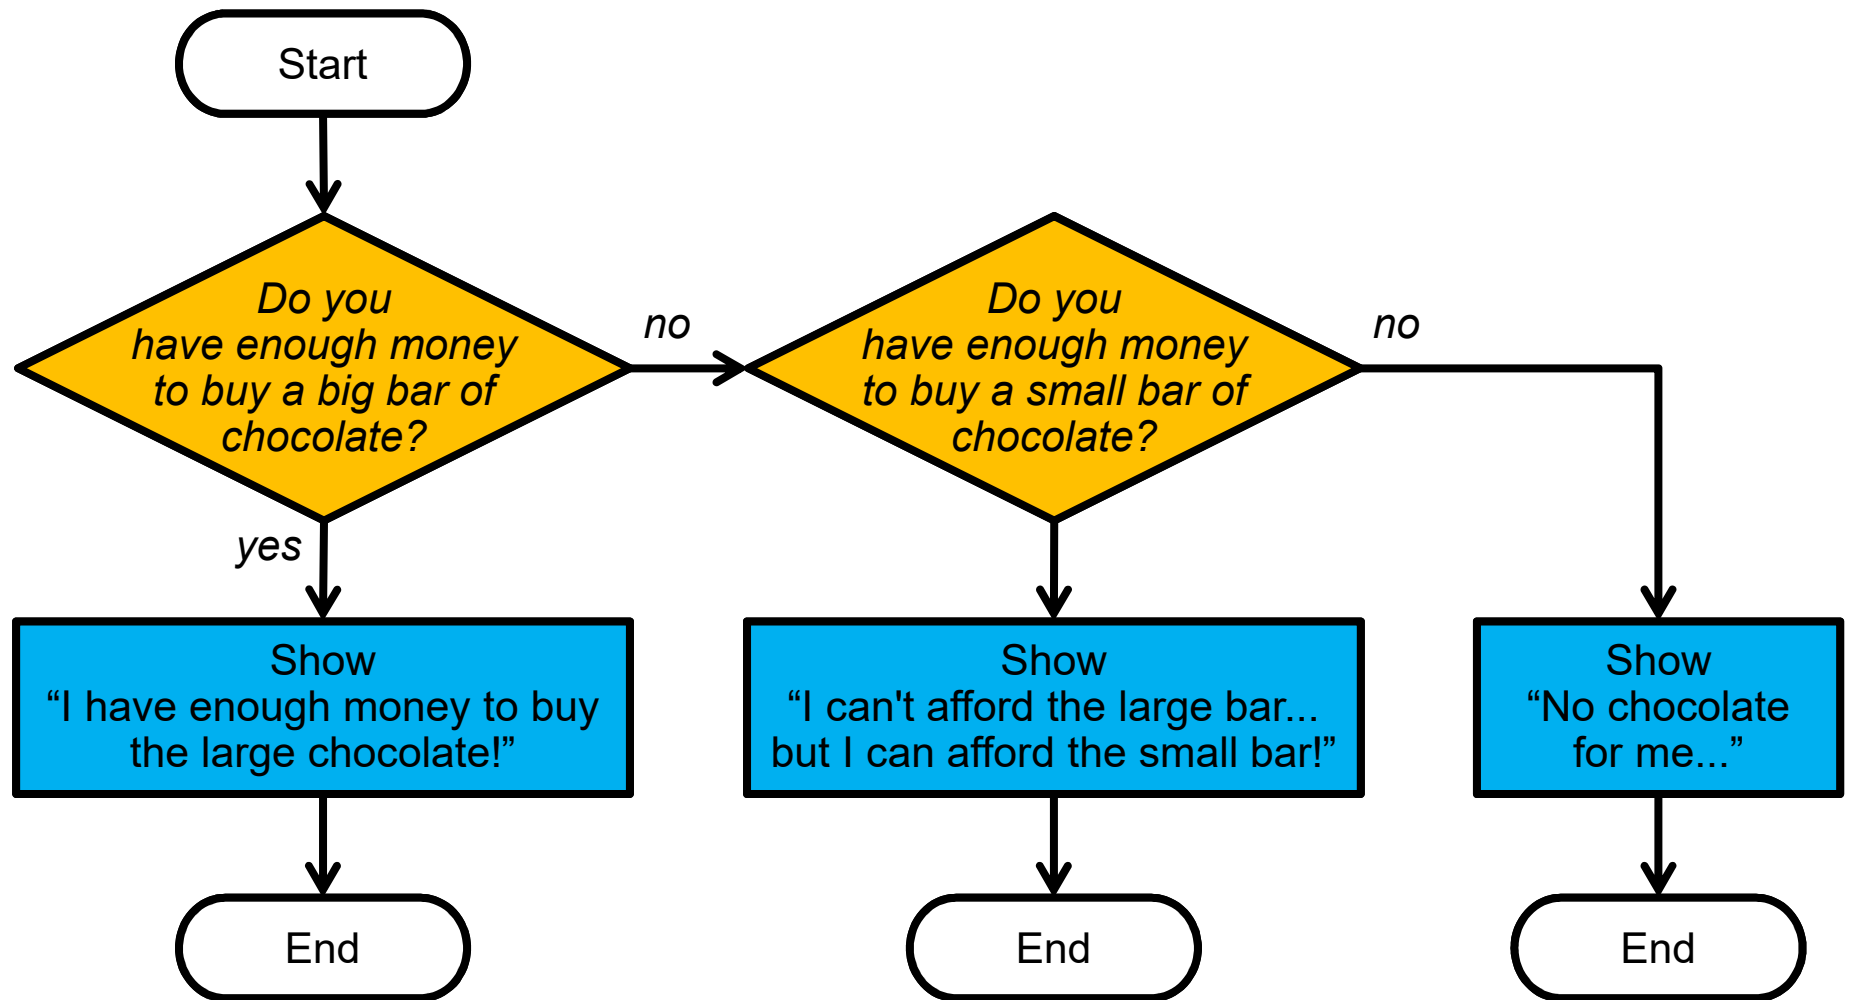 Start
Do you
have enough money
to buy a big bar of
chocolate?
no
Do you
have enough money
to buy a small bar of
chocolate?
no
yes
Show
“I have enough money to buy
the large chocolate!”
Show
“I can't afford the large bar...
but I can afford the small bar!”
Show
“No chocolate
for me...”
End
End
End